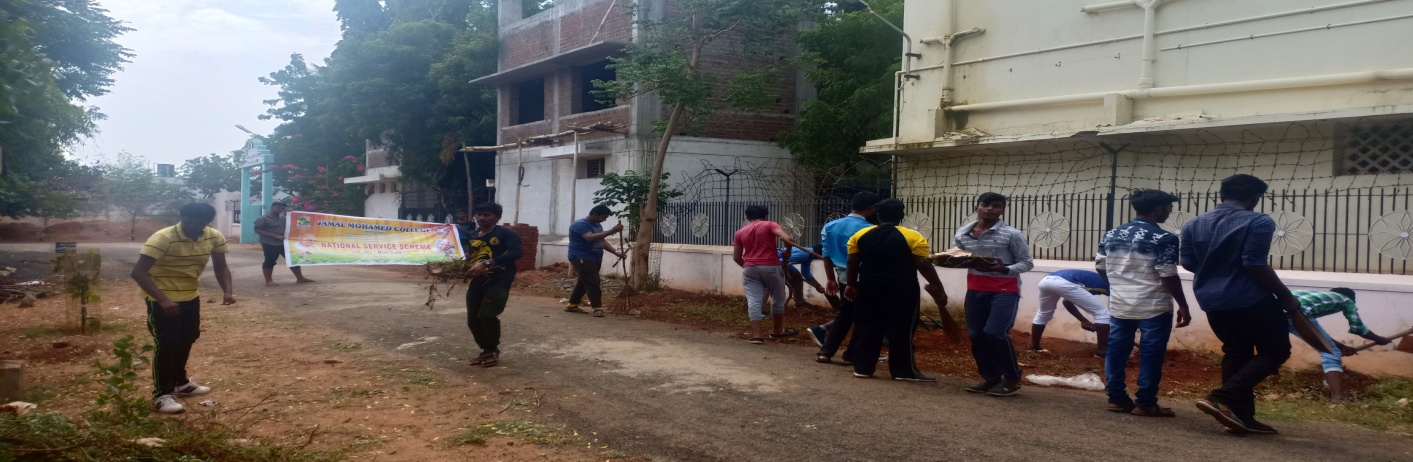 JAMAL MOHAMED COLLEGE
NATIONAL SERVICE SCHEME